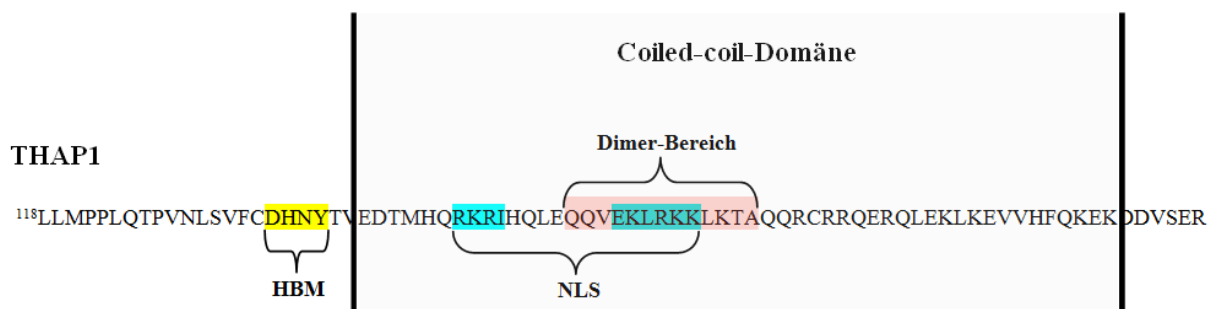 Coiled-coil-Domäne
Dimer-Bereich
THAP1
118LLMPPLQTPVNLSVFCDHNYTVEDTMHQRKRIHQLEQQVEKLRKKLKTAQQRCRRQERQLEKLKEVVHFQKEKDDVSER
HBM
NLS